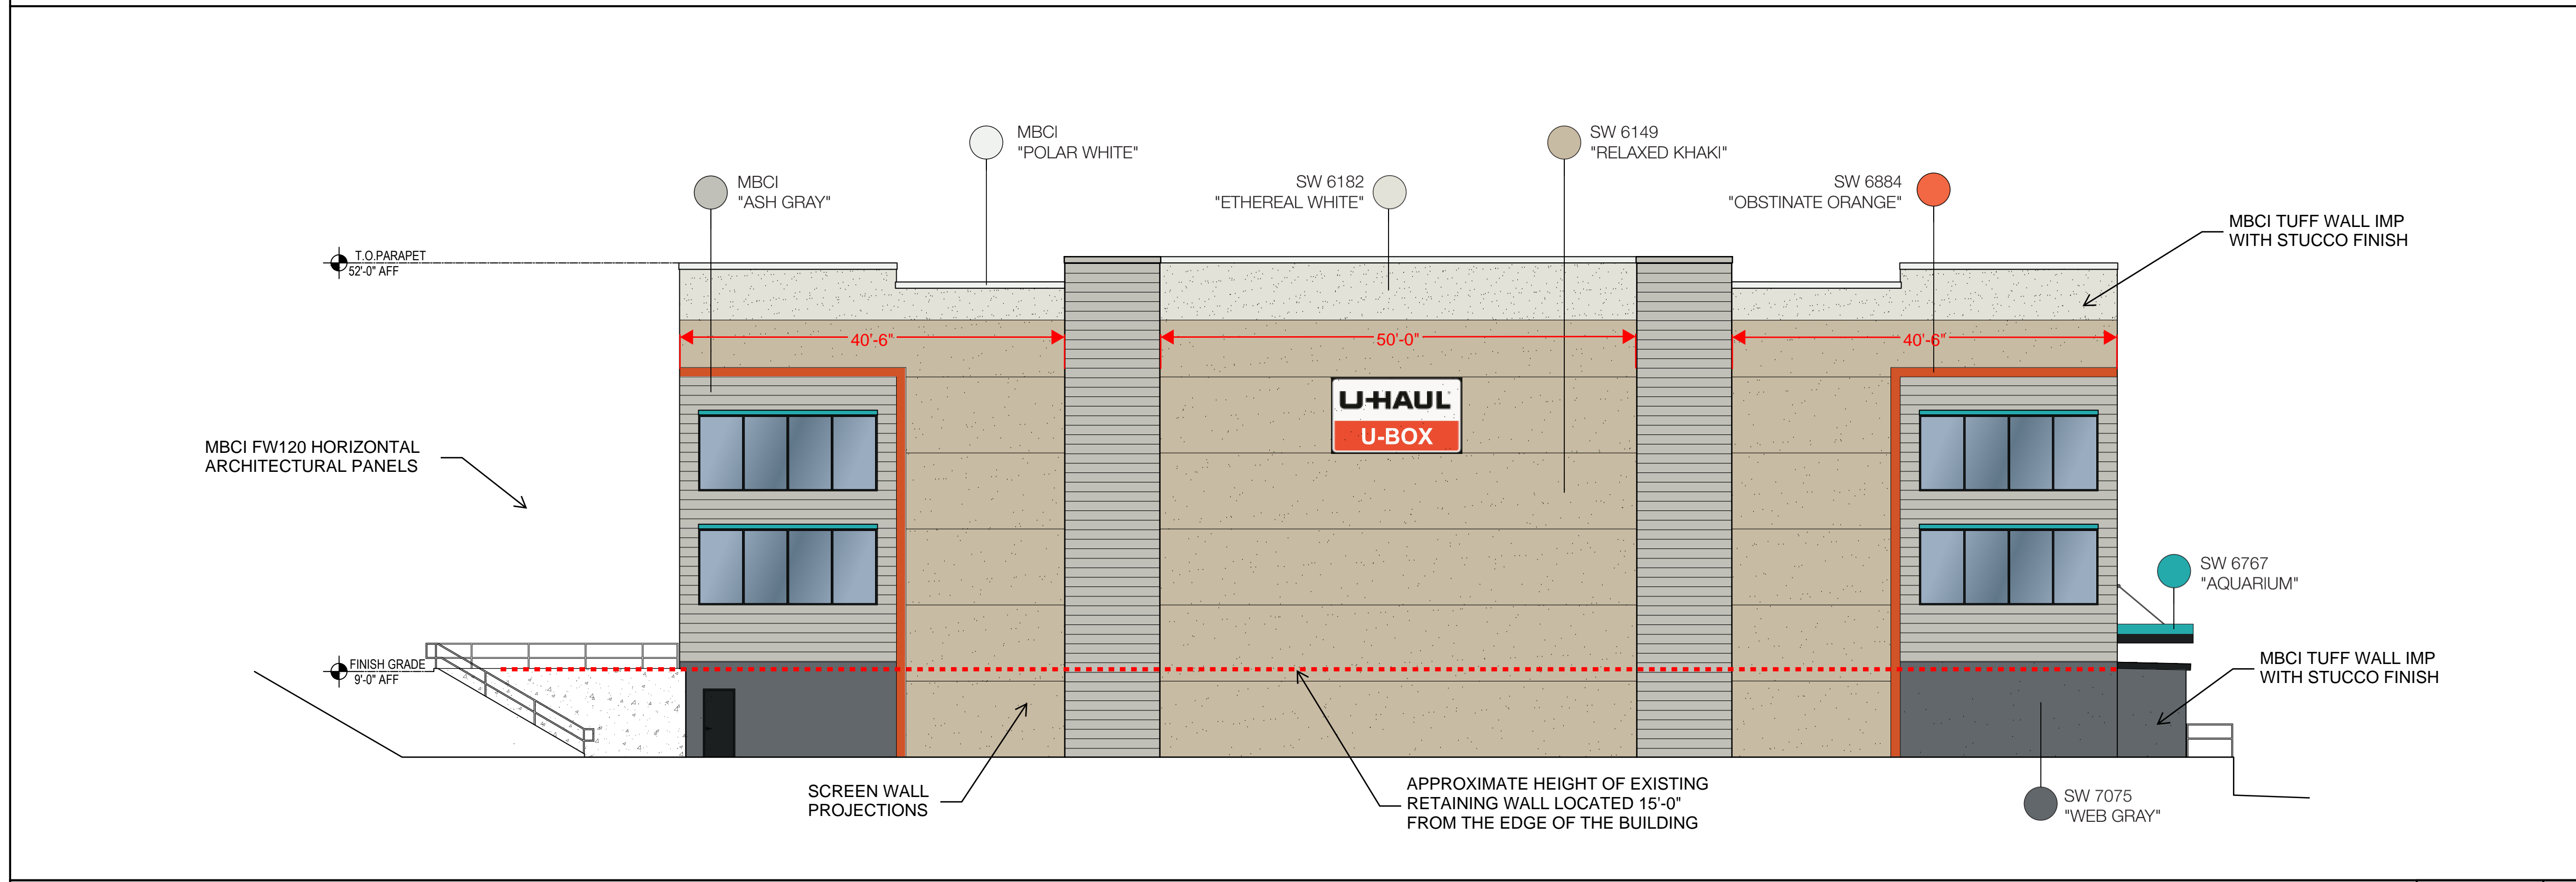 MBCI
"POLAR WHITE"
SW 6149
"RELAXED KHAKI"
MBCI
"ASH GRAY"
SW 6182
"ETHEREAL WHITE"
SW 6884
"OBSTINATE ORANGE"
MBCI TUFF WALL IMP
WITH STUCCO FINISH
T.O.PARAPET
52'-0" AFF
40'-6"
50'-0"
40'-6"
U-HAUL
U-BOX
MBCI FW120 HORIZONTAL
ARCHITECTURAL PANELS
SW 6767
"AQUARIUM"
FINISH GRADE
9'-0" AFF
MBCI TUFF WALL IMP
WITH STUCCO FINISH
SCREEN WALL
PROJECTIONS
APPROXIMATE HEIGHT OF EXISTING
RETAINING WALL LOCATED 15'-0"
FROM THE EDGE OF THE BUILDING
SW 7075
"WEB GRAY"